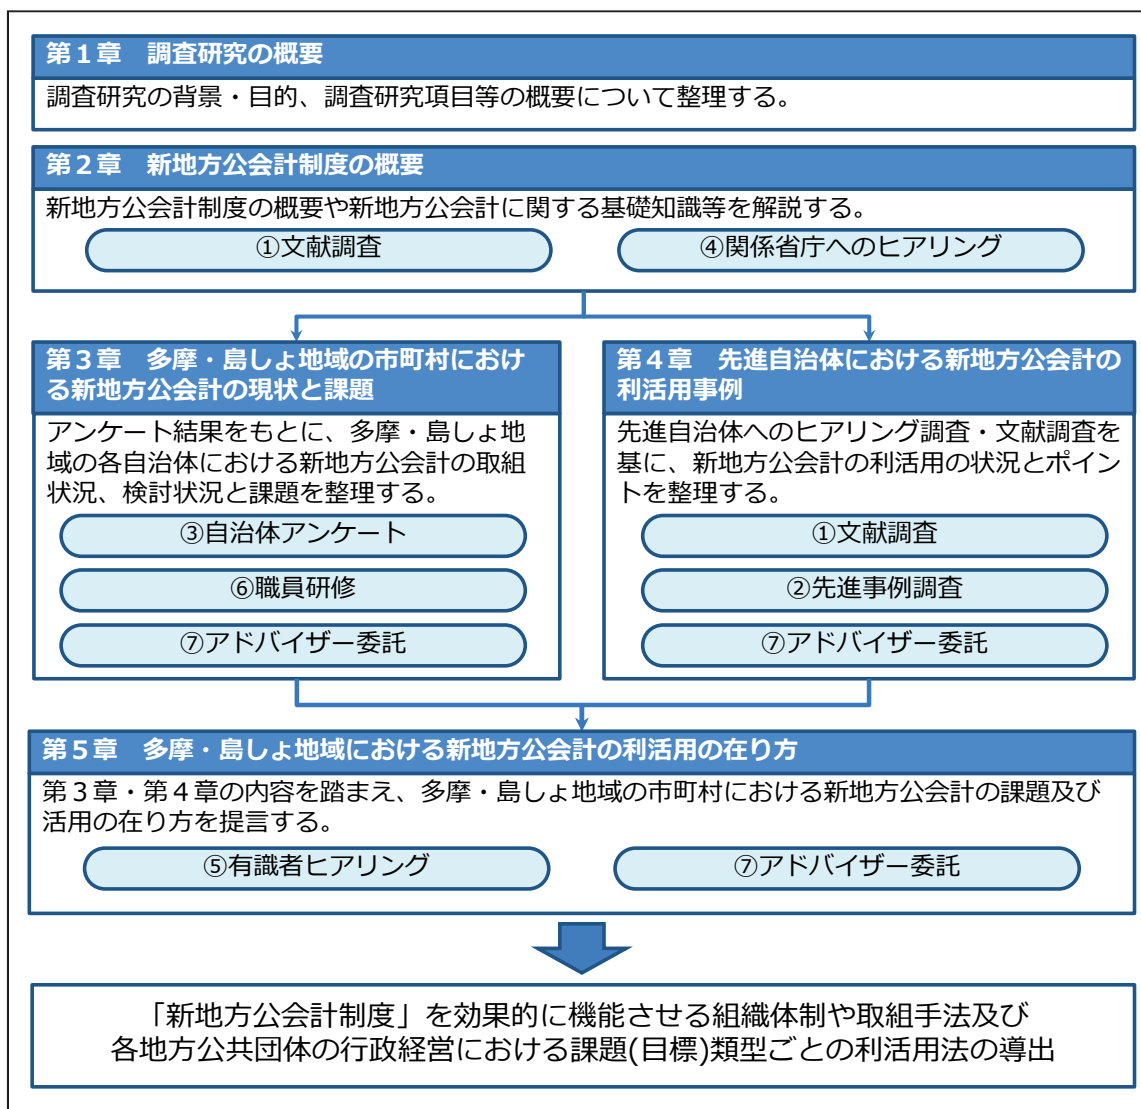 第１章　調査研究の概要
調査研究の背景・目的、調査研究項目等の概要について整理する。
第２章　新地方公会計制度の概要
新地方公会計制度の概要や新地方公会計に関する基礎知識等を解説する。
①文献調査
④関係省庁へのヒアリング
第３章　多摩・島しょ地域の市町村におけ
る新地方公会計の現状と課題
アンケート結果をもとに、多摩・島しょ地
域の各自治体における新地方公会計の取組
状況、検討状況と課題を整理する。
③自治体アンケート
⑥職員研修
⑦アドバイザー委託
第４章　先進自治体における新地方公会計の
利活用事例
先進自治体へのヒアリング調査・文献調査を
基に、新地方公会計の利活用の状況とポイン
トを整理する。
①文献調査
②先進事例調査
⑦アドバイザー委託
第５章　多摩・島しょ地域における新地方公会計の利活用の在り方
第３章・第４章の内容を踏まえ、多摩・島しょ地域の市町村における新地方公会計の課題及び
活用の在り方を提言する。
⑤有識者ヒアリング
⑦アドバイザー委託
「新地方公会計制度」を効果的に機能させる組織体制や取組手法及び
各地方公共団体の行政経営における課題(目標)類型ごとの利活用法の導出